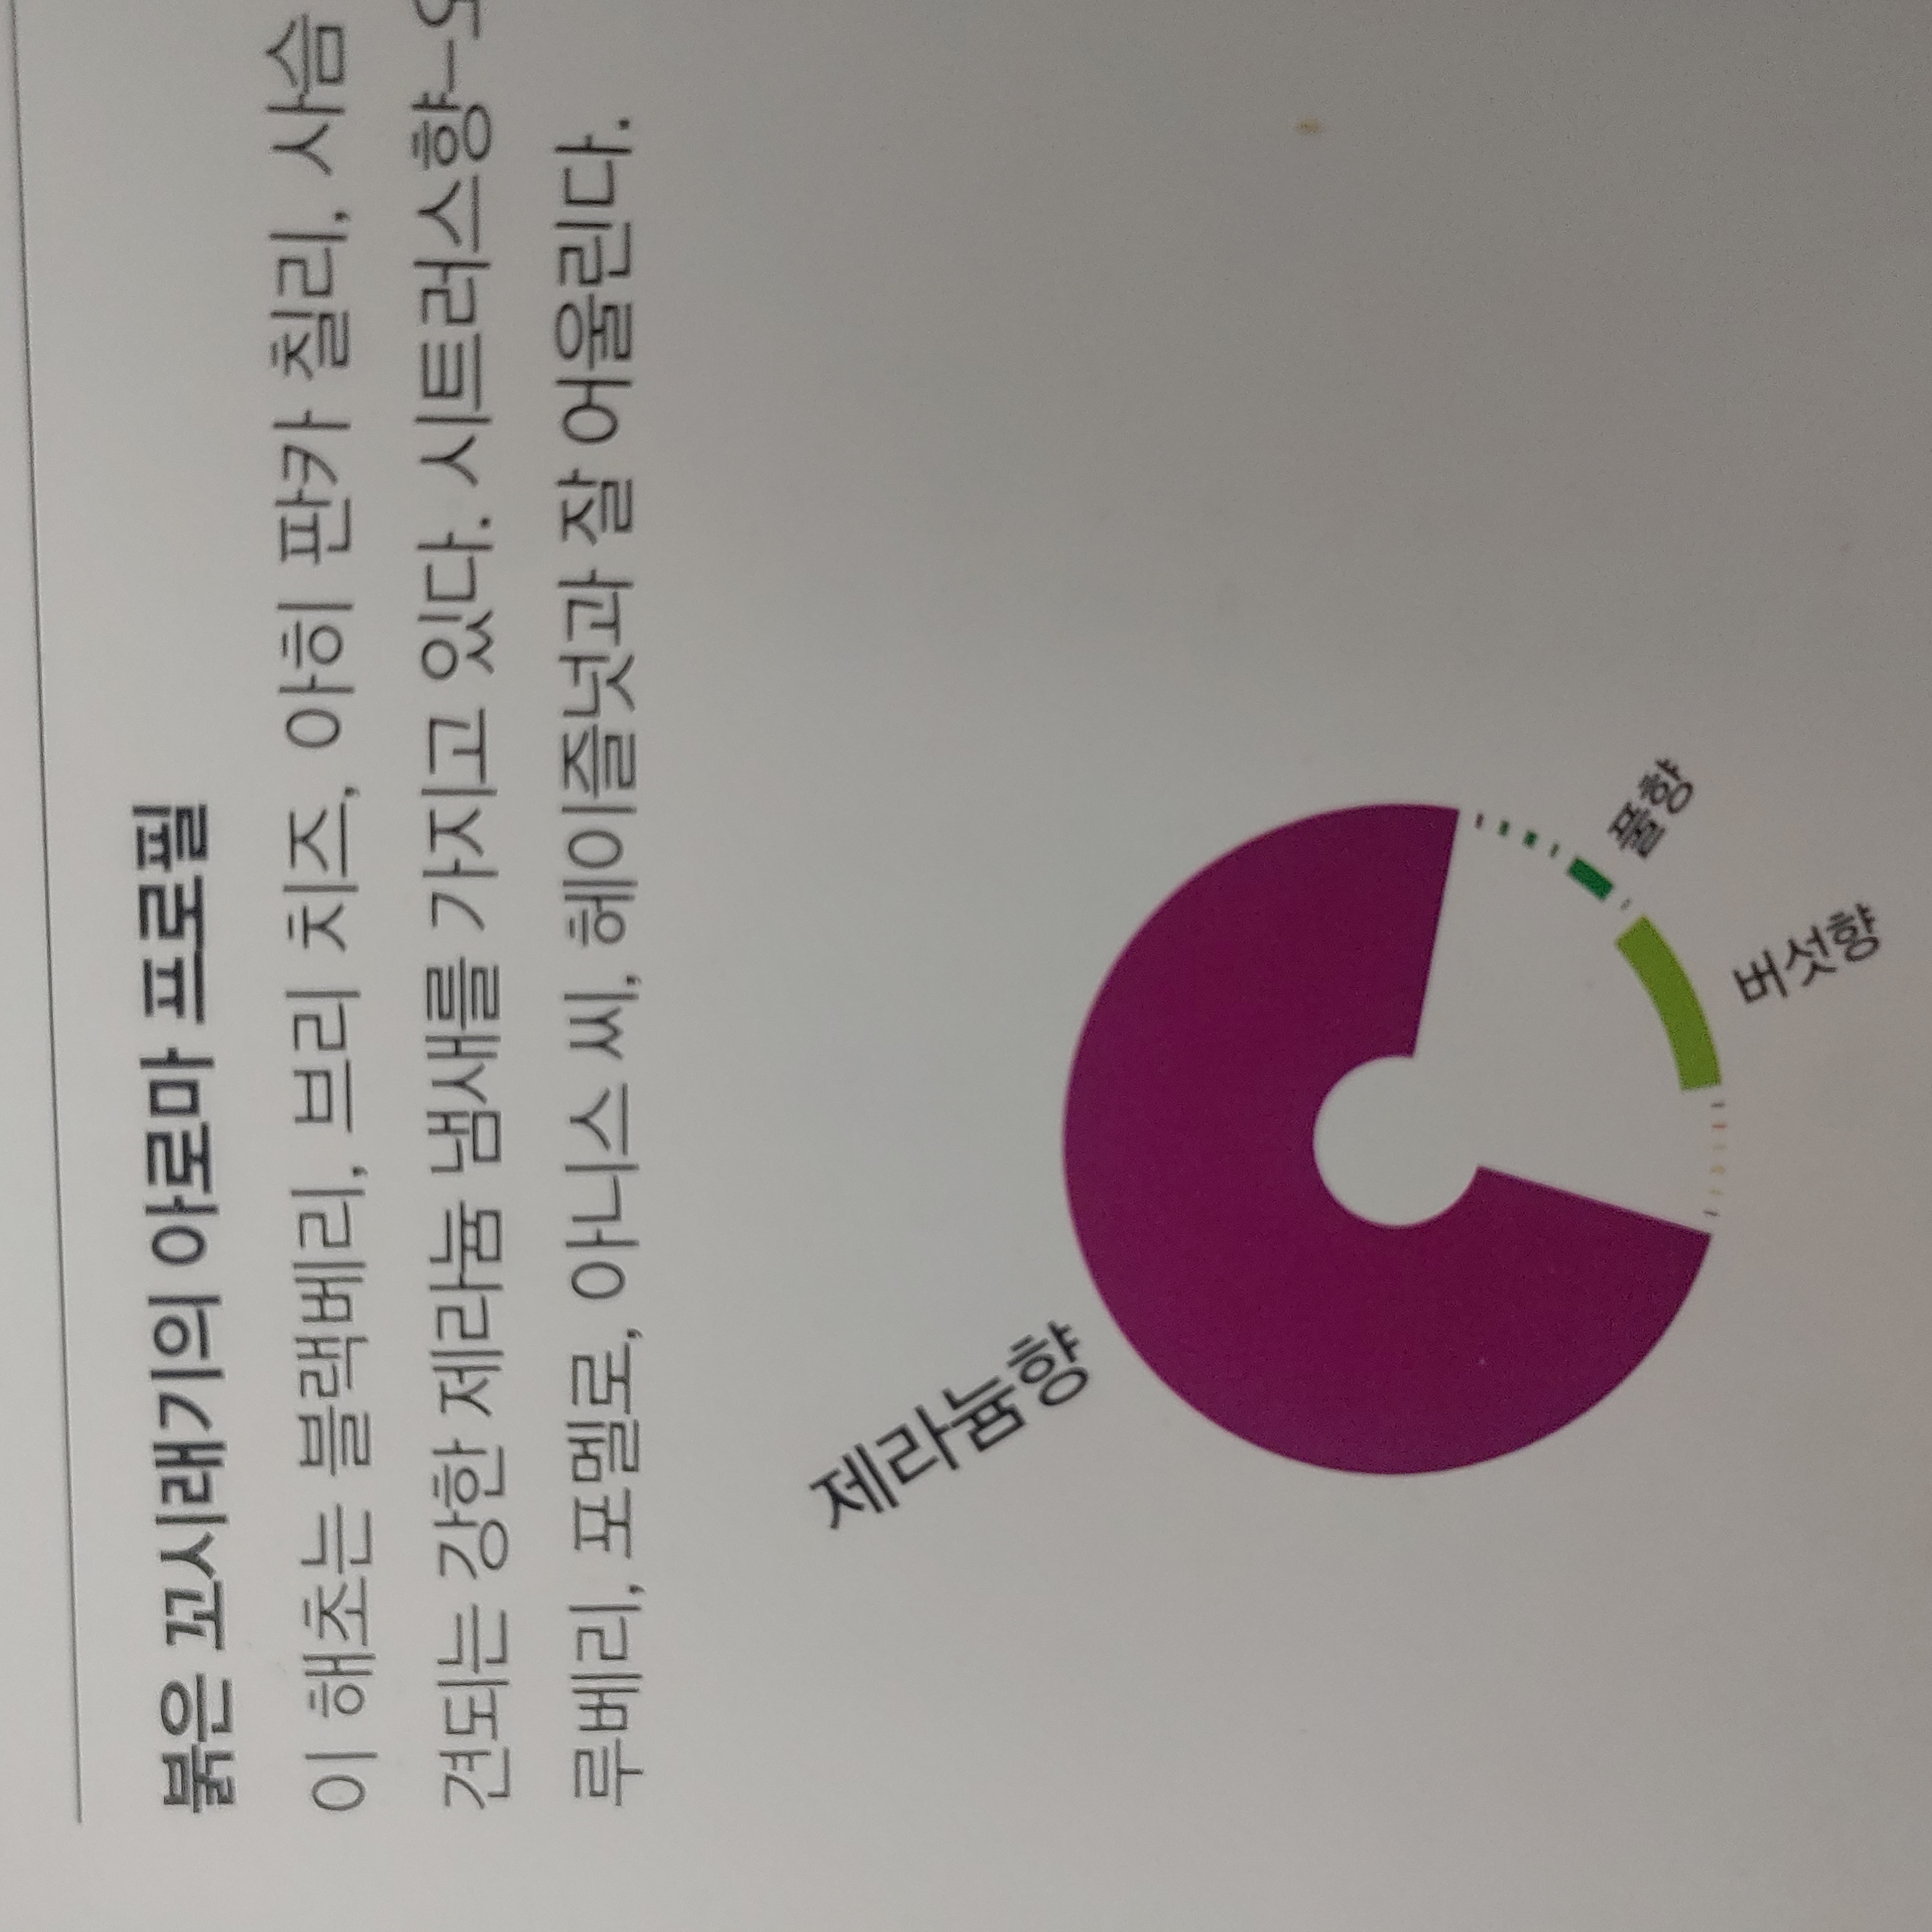 붉은 꼬시래기의 아로마 프로필
이 해초는 블랙베리, 브리 치즈, 아히 판카 칠리, 사슴
견되는 강한 제라늄 냄새를 가지고 있다. 시트러스향–오
루베리, 포멜로, 아니스 씨, 헤이즐넛과 잘 어울린다.
제라늄향
풀향
버섯향